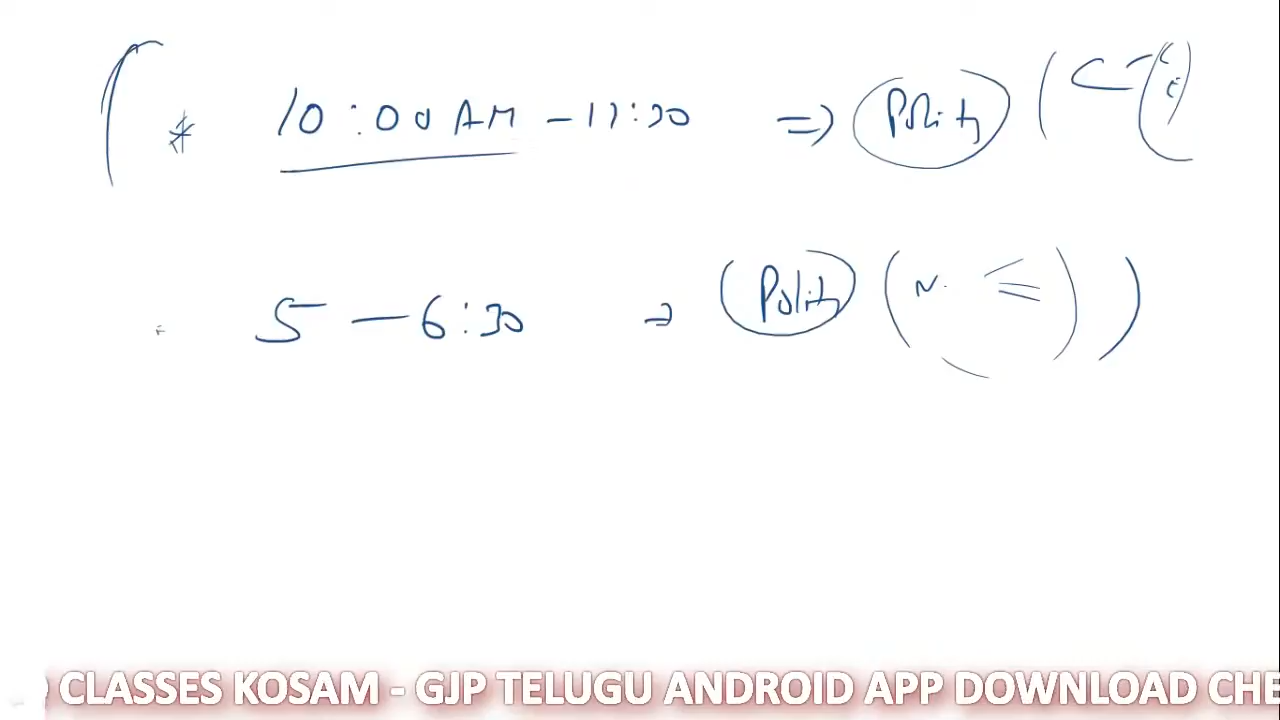 * 10:00 AM - 11:30 => Polity (
5 - 6:30 => (Polity) (N.
CLASSES KOSAM - GJP TELUGU ANDROID APP DOWNLOAD CHE